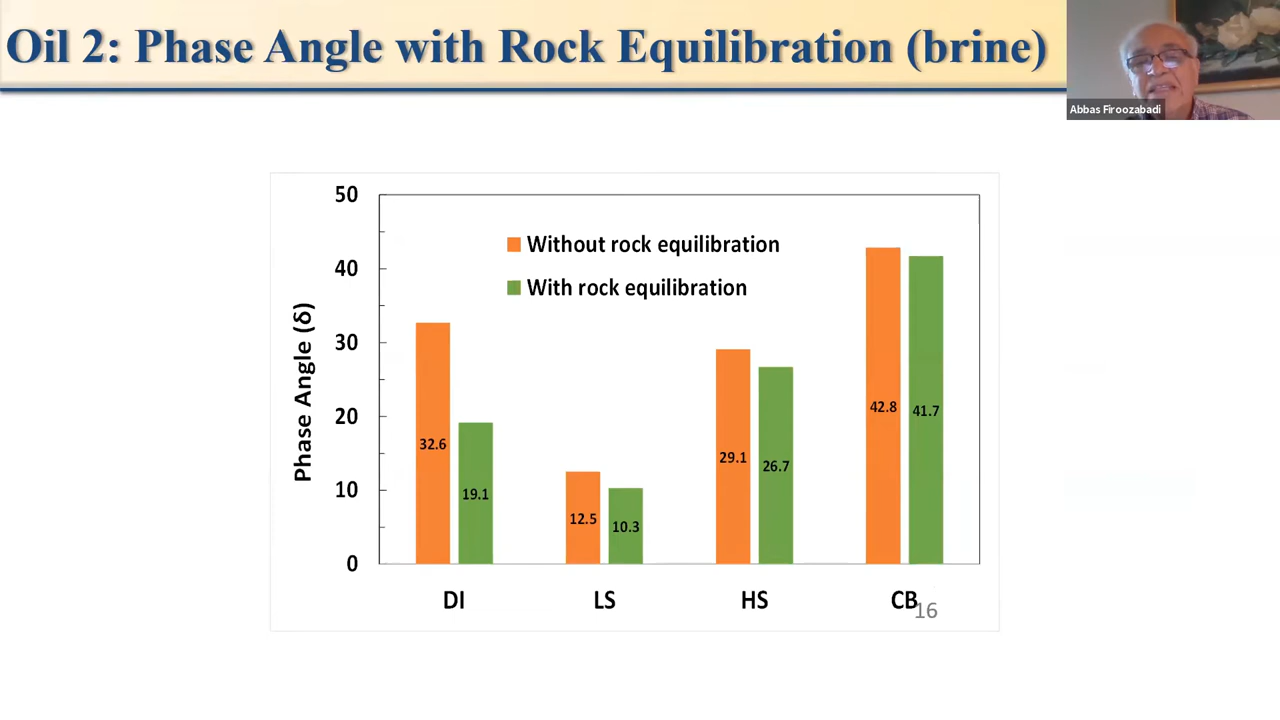 Oil 2: Phase Angle with Rock Equilibration (brine)
Abbas Firoozabadi
50
40
30
20
10
0
Phase Angle (δ)
Without rock equilibration
With rock equilibration
32.6
19.1
12.5
10.3
29.1
26.7
42.8
41.7
DI LS HS CB
16